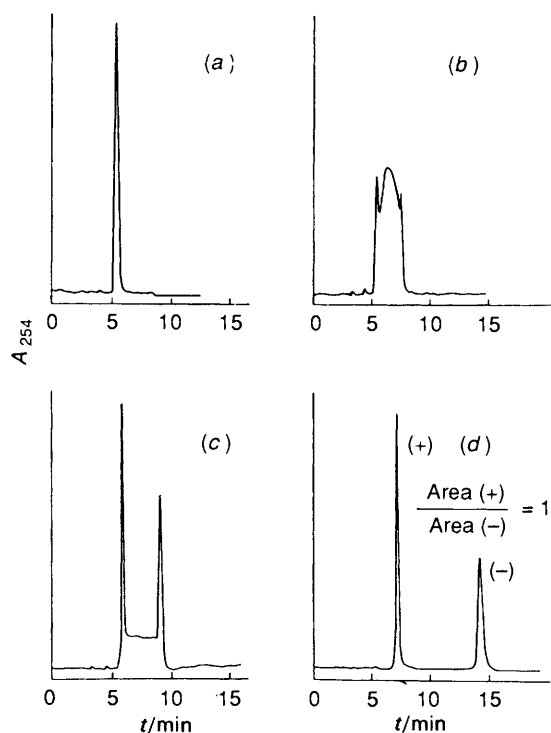 (a)
(b)
0 5 10 15
0 5 10 15
A254
(c)
(+) (d)
Area (+)
Area (–)
= 1
(–)
0 5 10 15
0 5 10 15
t/min
t/min